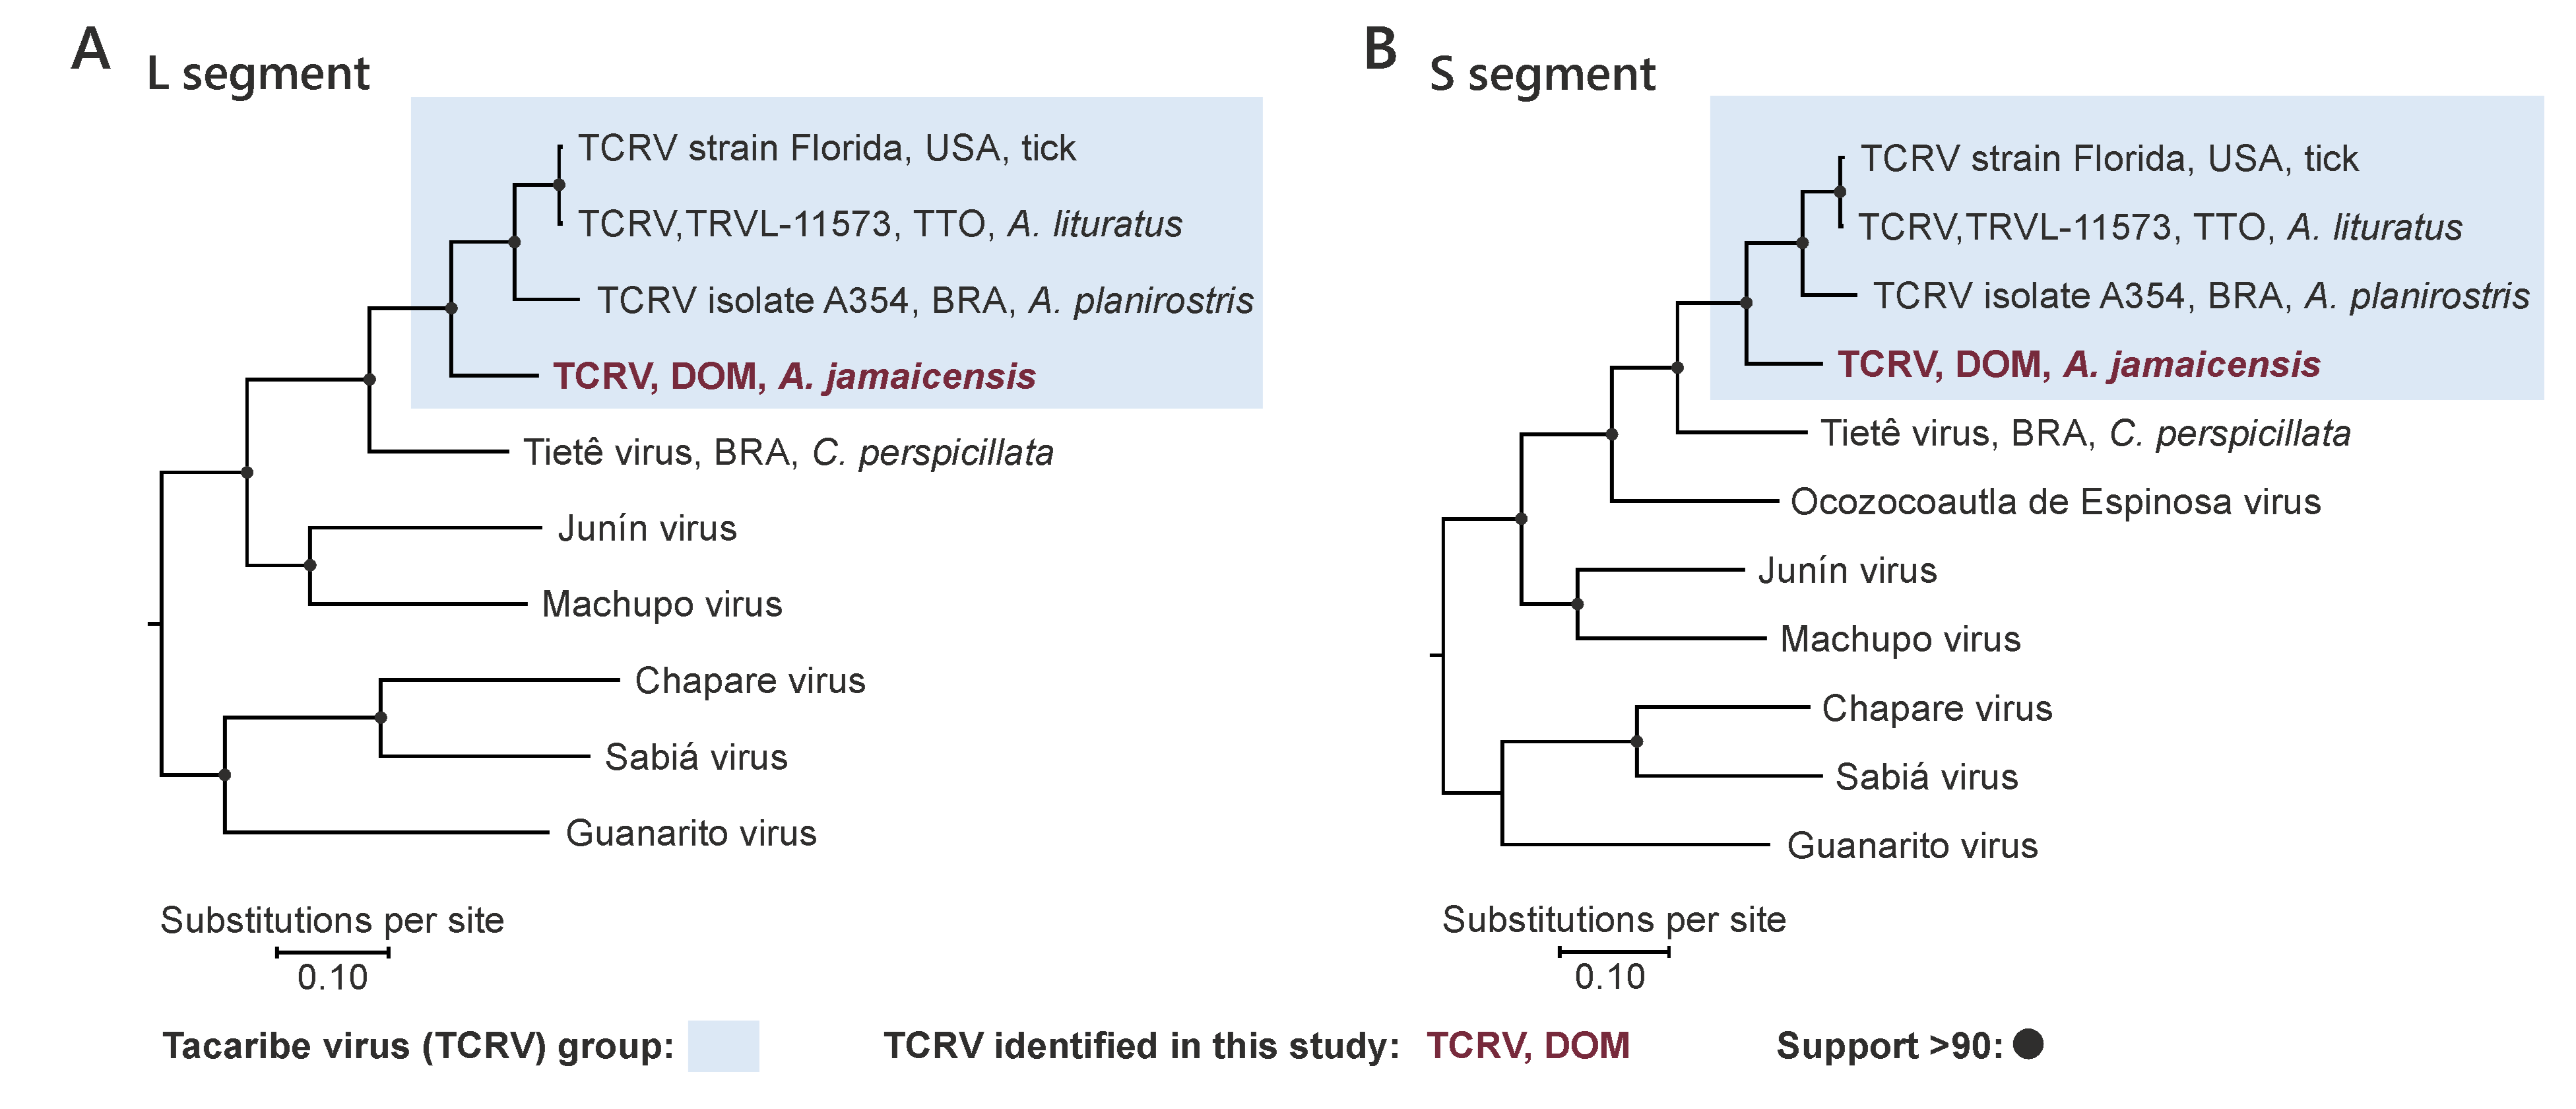 A
L segment
TCRV strain Florida, USA, tick
TCRV,TRVL-11573, TTO, A. lituratus
TCRV isolate A354, BRA, A. planirostris
TCRV, DOM, A. jamaicensis
Tietê virus, BRA, C. perspicillata
Junín virus
Machupo virus
Chapare virus
Sabiá virus
Guanarito virus
Substitutions per site
0.10
B
S segment
TCRV strain Florida, USA, tick
TCRV,TRVL-11573, TTO, A. lituratus
TCRV isolate A354, BRA, A. planirostris
TCRV, DOM, A. jamaicensis
Tietê virus, BRA, C. perspicillata
Ocozocoautla de Espinosa virus
Junín virus
Machupo virus
Chapare virus
Sabiá virus
Guanarito virus
Substitutions per site
0.10
Tacaribe virus (TCRV) group:
TCRV identified in this study: TCRV, DOM
Support >90: